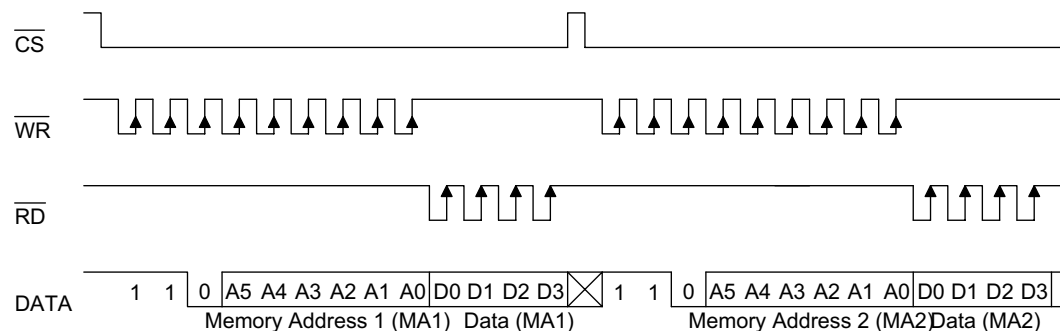 CS
WR
RD
DATA 1 1 0 A5 A4 A3 A2 A1 A0 D0 D1 D2 D3 1 1 0 A5 A4 A3 A2 A1 A0 D0 D1 D2 D3
Memory Address 1 (MA1) Data (MA1) Memory Address 2 (MA2) Data (MA2)